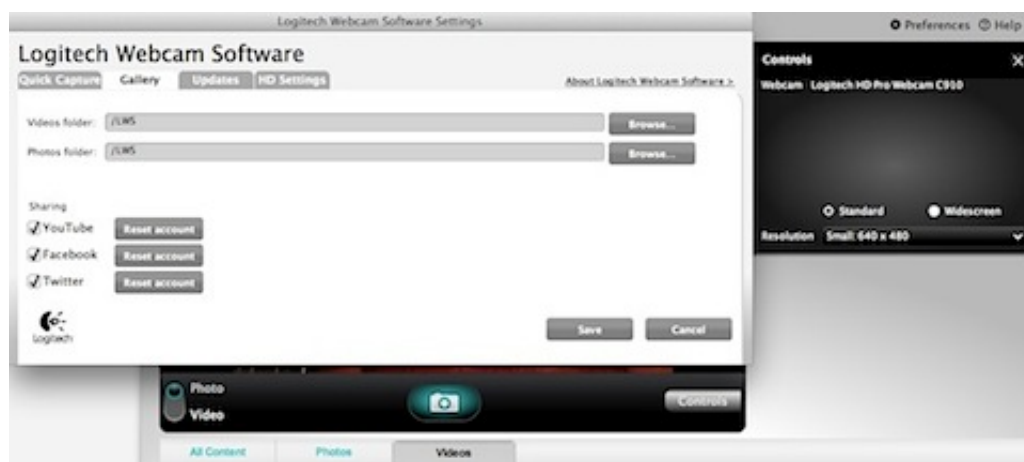 Logitech Webcam Software Settings
Preferences Help
Logitech Webcam Software
Quick Capture Gallery Updates HD Settings
About Logitech Webcam Software >
Videos folder: /LWS Browse...
Photos folder: /LWS Browse...
Sharing
YouTube Reset account
Facebook Reset account
Twitter Reset account
Logitech
Save Cancel
Controls
Webcam Logitech HD Pro Webcam C910
Standard Widescreen
Resolution Small: 640 x 480
Photo
Video
Controls
All Content Photos Videos